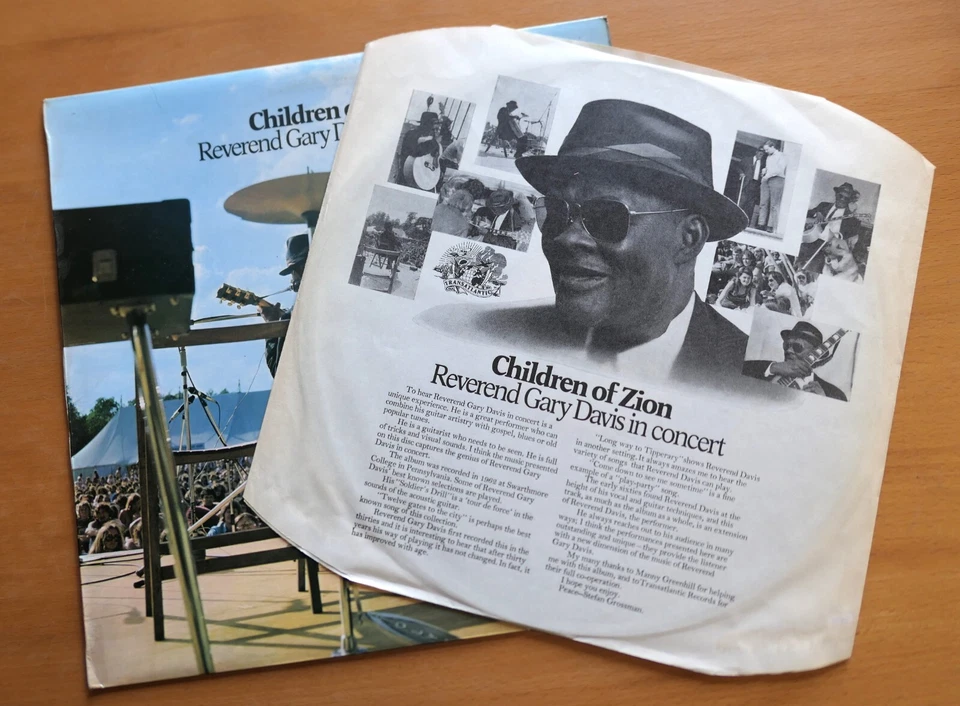 Children o
Reverend Gary D
TRANSATLANTIC
Children of Zion
Reverend Gary Davis in concert
To hear Reverend Gary Davis in concert is a
unique experience. He is a great performer who can
combine his guitar artistry with gospel, blues or old
popular tunes.
He is a guitarist who needs to be seen. He is full
of tricks and visual sounds. I think the music presented
on this disc captures the genius of Reverend Gary
Davis in concert.
The album was recorded in 1962 at Swarthmore
College in Pennsylvania. Some of Reverend Gary
Davis' best known selections are played.
His "Soldier's Drill" is a 'tour de force' in the
sounds of the acoustic guitar.
"Twelve gates to the city" is perhaps the best
known song of this collection.
Reverend Gary Davis first recorded this in the
thirties and it is interesting to hear that after thirty
years his way of playing it has not changed. In fact, it
has improved with age.
"Long way to Tipperary" shows Reverend Davis
in another setting. It always amazes me to hear the
variety of songs that Reverend Davis can play.
"Come down to see me sometime" is a fine
example of a "play-party" song.
The early sixties found Reverend Davis at the
height of his vocal and guitar techniques, and this
track, as much as the album as a whole, is an extension
of Reverend Davis, the performer.
He always reaches out to his audience in many
ways; I think the performances presented here are
outstanding and unique – they provide the listener
with a new dimension of the music of Reverend
Gary Davis.
My many thanks to Manny Greenhill for helping
me with this album, and to Transatlantic Records for
their full co-operation.
I hope you enjoy.
Peace–Stefan Grossman.